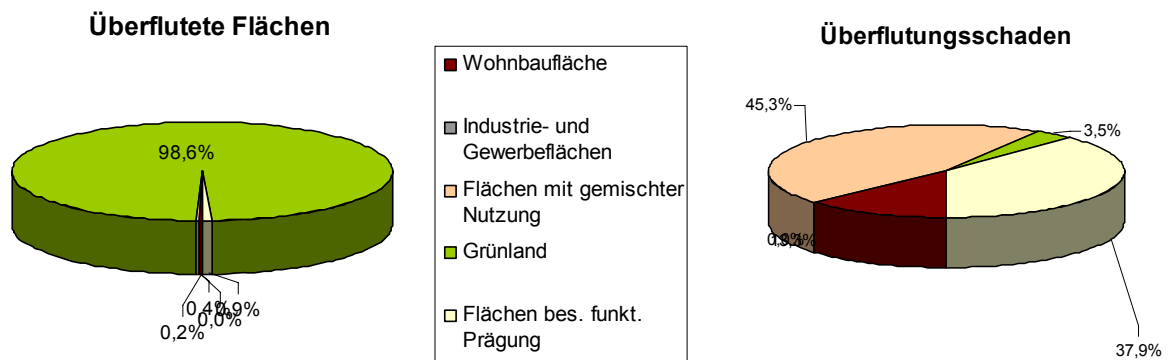 Überflutete Flächen
98,6%
0,4%
0,9%
0,0%
0,2%
Wohnbaufläche
Industrie- und
Gewerbeflächen
Flächen mit gemischter
Nutzung
Grünland
Flächen bes. funkt.
Prägung
Überflutungsschaden
45,3%
3,5%
37,9%